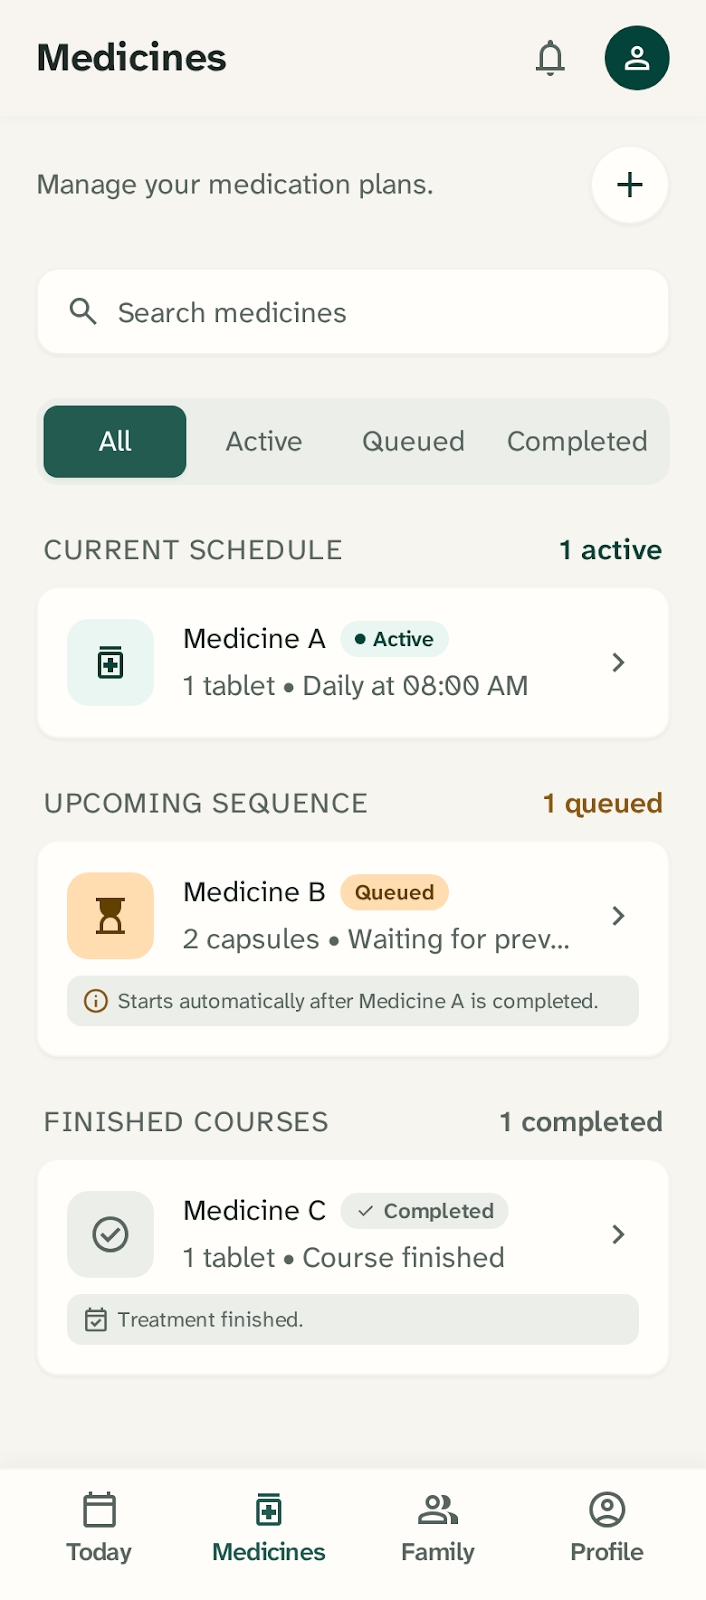 Medicines
Manage your medication plans.
Search medicines
All Active Queued Completed
CURRENT SCHEDULE 1 active
Medicine A Active
1 tablet • Daily at 08:00 AM
UPCOMING SEQUENCE 1 queued
Medicine B Queued
2 capsules • Waiting for prev...
Starts automatically after Medicine A is completed.
FINISHED COURSES 1 completed
Medicine C Completed
1 tablet • Course finished
Treatment finished.
Today Medicines Family Profile